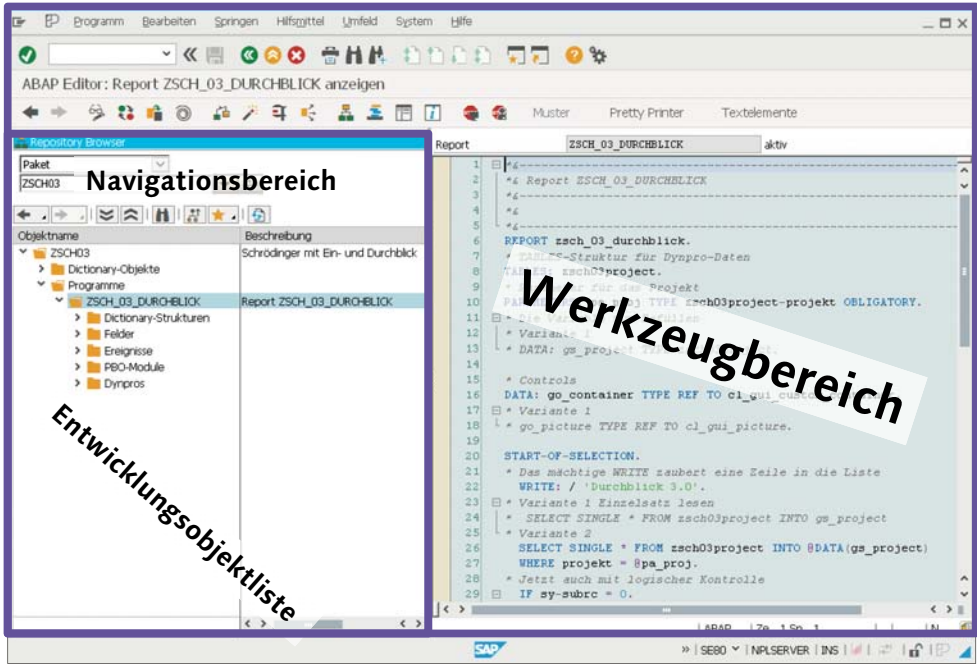 Programm Bearbeiten Springen Hilfsmittel Umfeld System Hilfe
ABAP Editor: Report ZSCH_03_DURCHBLICK anzeigen
Muster Pretty Printer Textelemente
Repository Browser
Paket
ZSCH03
Navigationsbereich
Objektname Beschreibung
ZSCH03 Schrödinger mit Ein- und Durchblick
Dictionary-Objekte
Programme
ZSCH_03_DURCHBLICK Report ZSCH_03_DURCHBLICK
Dictionary-Strukturen
Felder
Ereignisse
PBO-Module
Dynpros
Entwicklungsobjektliste
Report ZSCH_03_DURCHBLICK aktiv
1 *&---------------------------------------------------------------------
2 *& Report ZSCH_03_DURCHBLICK
3 *&---------------------------------------------------------------------
4 *&
5 *&---------------------------------------------------------------------
6 REPORT zsch_03_durchblick.
7 * TABLES-Struktur für Dynpro-Daten
8 TABLES: zsch03project.
9 * für das Projekt
10 TYPE zsch03project-projekt OBLIGATORY.
11 * Die
12 * Variante
13 * DATA: gs_project
14
15 * Controls
16 DATA: go_container TYPE REF TO
17 * Variante 1
18 * go_picture TYPE REF TO cl_gui_picture.
19
20 START-OF-SELECTION.
21 * Das mächtige WRITE zaubert eine Zeile in die Liste
22 WRITE: / 'Durchblick 3.0'.
23 * Variante 1 Einzelsatz lesen
24 * SELECT SINGLE * FROM zsch03project INTO gs_project
25 * Variante 2
26 SELECT SINGLE * FROM zsch03project INTO @DATA(gs_project)
27 WHERE projekt = @pa_proj.
28 * Jetzt auch mit logischer Kontrolle
29 IF sy-subrc = 0.
Werkzeugbereich
ABAP Ze 1 Sp 1
SAP
SE80 NPLSERVER INS